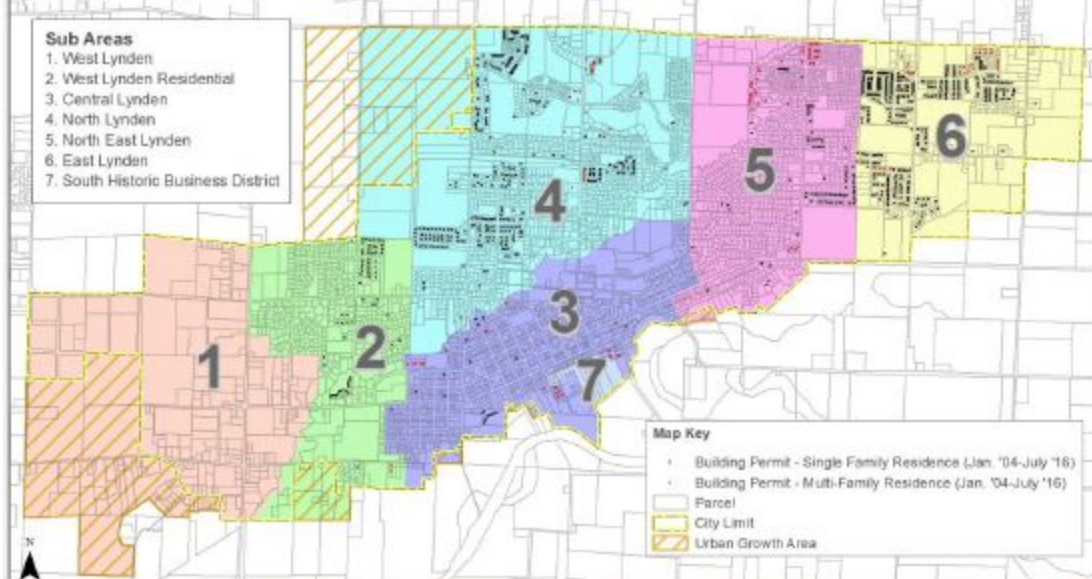 Sub Areas
1. West Lynden
2. West Lynden Residential
3. Central Lynden
4. North Lynden
5. North East Lynden
6. East Lynden
7. South Historic Business District
6
5
4
3
2
1
7
Map Key
Building Permit - Single Family Residence (Jan. '04-July '16)
Building Permit - Multi-Family Residence (Jan. '04-July '16)
Parcel
City Limit
Urban Growth Area
N